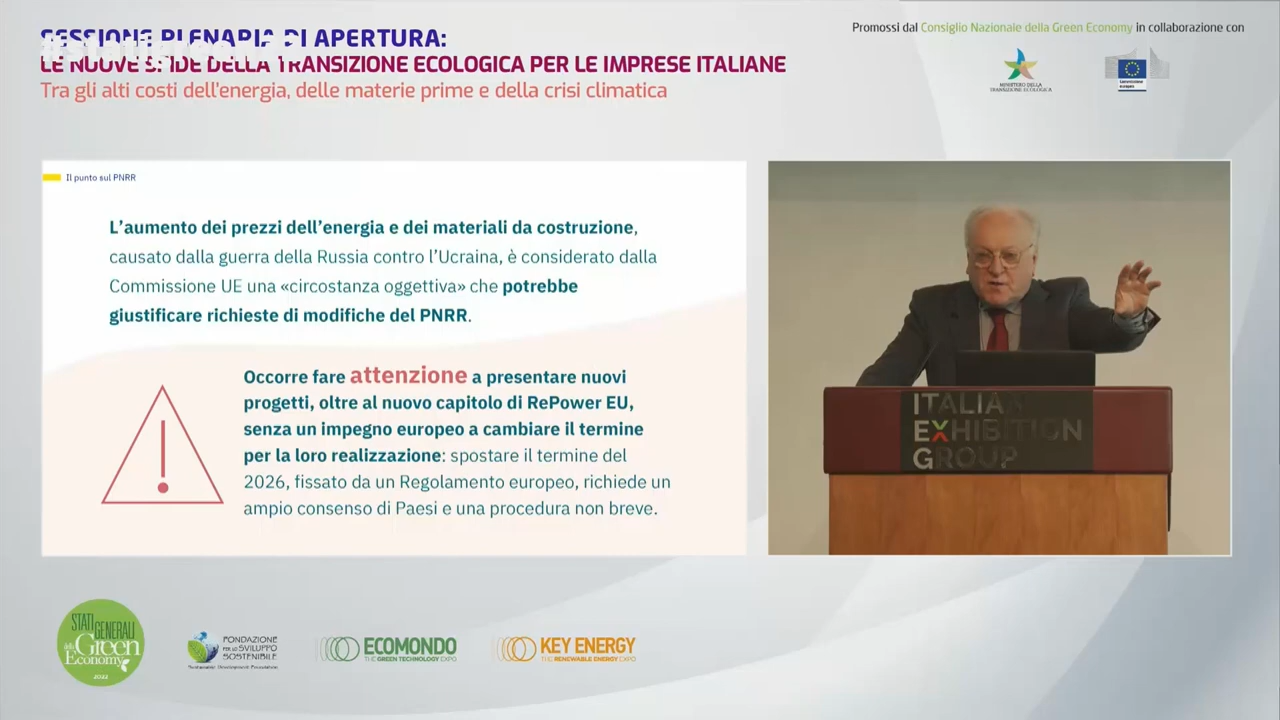 SESSIONE PLENARIA DI APERTURA:
LE NUOVE SFIDE DELLA TRANSIZIONE ECOLOGICA PER LE IMPRESE ITALIANE
Tra gli alti costi dell'energia, delle materie prime e della crisi climatica
Promossi dal Consiglio Nazionale della Green Economy in collaborazione con
MINISTERO DELLA
TRANSIZIONE ECOLOGICA
Commissione
europea
Il punto sul PNRR
L'aumento dei prezzi dell'energia e dei materiali da costruzione,
causato dalla guerra della Russia contro l'Ucraina, è considerato dalla
Commissione UE una «circostanza oggettiva» che potrebbe
giustificare richieste di modifiche del PNRR.
Occorre fare attenzione a presentare nuovi
progetti, oltre al nuovo capitolo di RePower EU,
senza un impegno europeo a cambiare il termine
per la loro realizzazione: spostare il termine del
2026, fissato da un Regolamento europeo, richiede un
ampio consenso di Paesi e una procedura non breve.
ITALIAN
EXHIBITION
GROUP
STATI
GENERALI
della Green
Economy
2022
FONDAZIONE
PER LO SVILUPPO
SOSTENIBILE
Sustainable Development Foundation
ECOMONDO
THE GREEN TECHNOLOGY EXPO
KEY ENERGY
THE RENEWABLE ENERGY EXPO